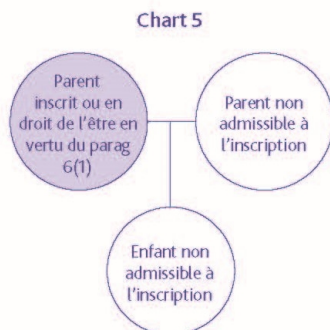 Chart 5
Parent
inscrit ou en
droit de l'être en
vertu du parag
6(1)
Parent non
admissible à
l'inscription
Enfant non
admissible à
l'inscription